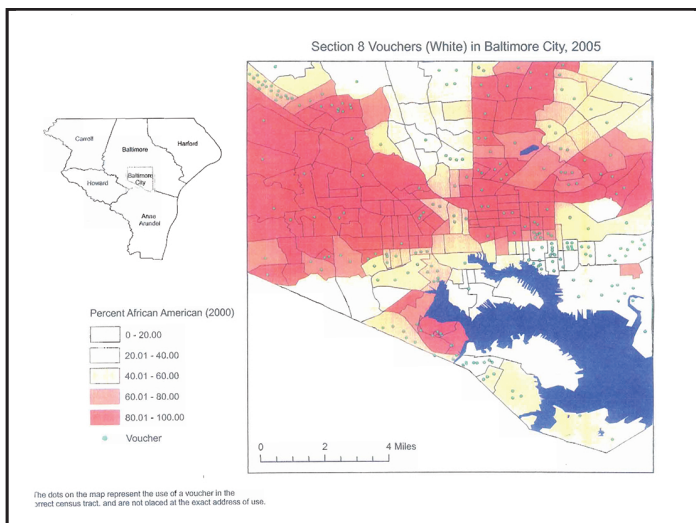 Section 8 Vouchers (White) in Baltimore City, 2005
Carroll
Baltimore
Harford
Howard
Baltimore
City
Anne
Arundel
Percent African American (2000)
0 - 20.00
20.01 - 40.00
40.01 - 60.00
60.01 - 80.00
80.01 - 100.00
Voucher
0 2 4 Miles
The dots on the map represent the use of a voucher in the
orrect census tract, and are not placed at the exact address of use.